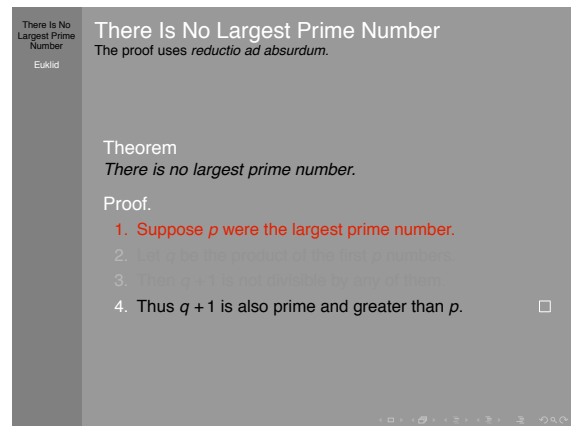 There Is No
Largest Prime
Number
Euklid
There Is No Largest Prime Number
The proof uses reductio ad absurdum.
Theorem
There is no largest prime number.
Proof.
1. Suppose p were the largest prime number.
2. Let q be the product of the first p numbers.
3. Then q + 1 is not divisible by any of them.
4. Thus q + 1 is also prime and greater than p.